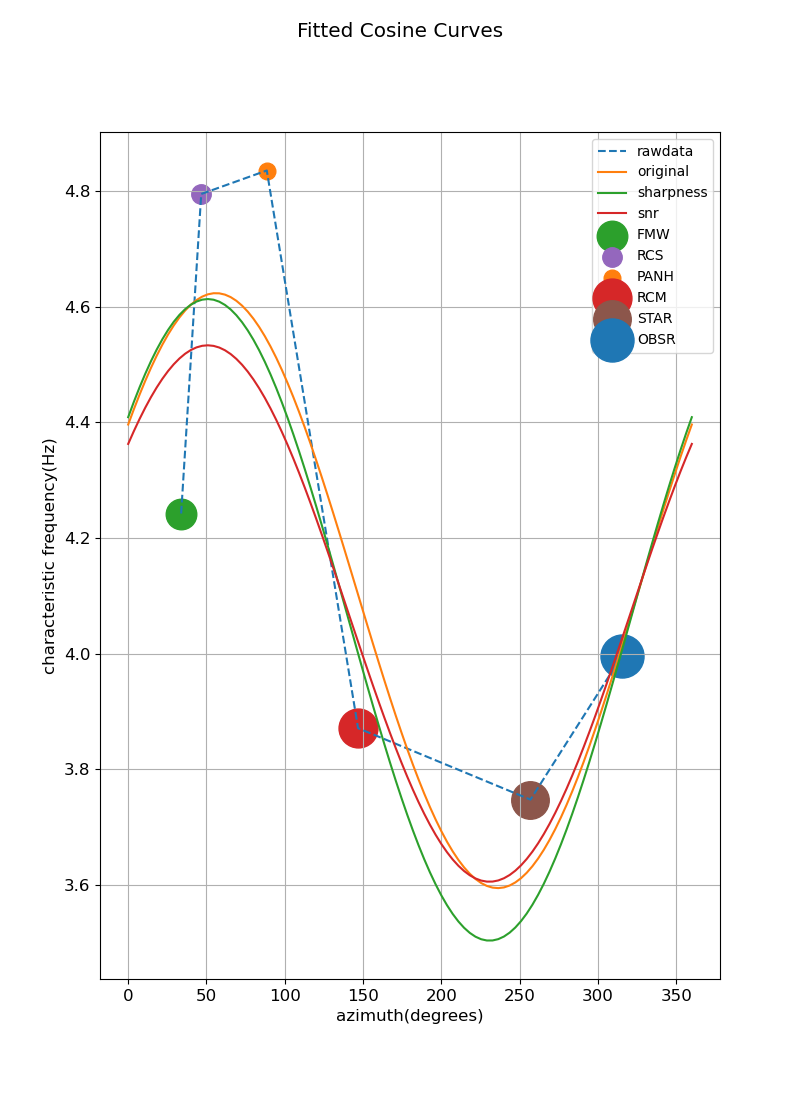 Fitted Cosine Curves
rawdata
original
sharpness
snr
FMW
RCS
PANH
RCM
STAR
OBSR
4.8
4.6
4.4
4.2
4.0
3.8
3.6
characteristic frequency(Hz)
0 50 100 150 200 250 300 350
azimuth(degrees)